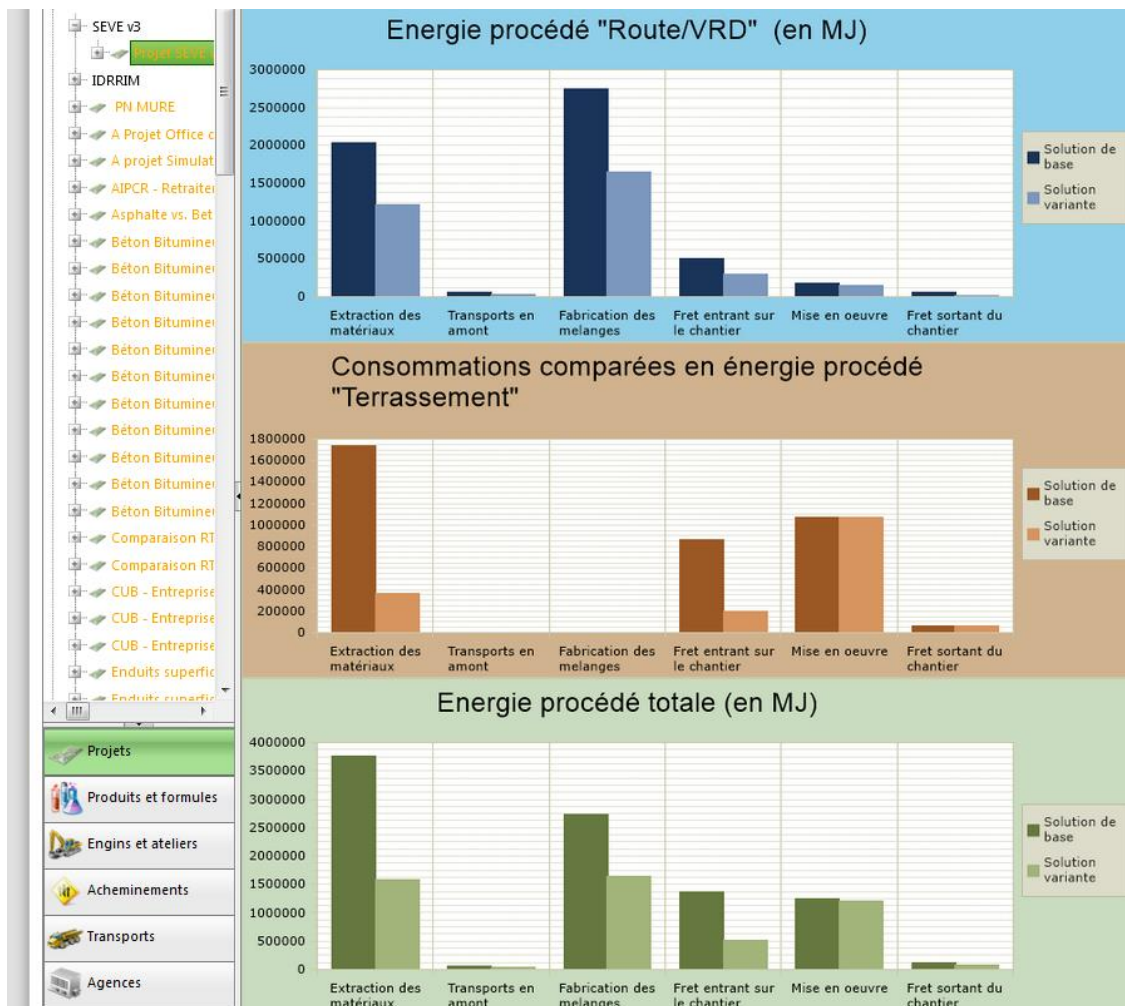 SEVE v3
Projet SEVE
IDRRIM
PN MURE
A Projet Office
A projet Simulat
AIPCR - Retraite
Asphalte vs. Bet
Béton Bitumine
Béton Bitumine
Béton Bitumine
Béton Bitumine
Béton Bitumine
Béton Bitumine
Béton Bitumine
Béton Bitumine
Béton Bitumine
Béton Bitumine
Béton Bitumine
Comparaison RT
Comparaison RT
CUB - Entreprise
CUB - Entreprise
CUB - Entreprise
Enduits superfic
Enduits superfic
Projets
Produits et formules
Engins et ateliers
Acheminements
Transports
Agences
Energie procédé "Route/VRD" (en MJ)
3000000
2500000
2000000
1500000
1000000
500000
0
Extraction des
matériaux
Transports en
amont
Fabrication des
melanges
Fret entrant sur
le chantier
Mise en oeuvre
Fret sortant du
chantier
Solution de
base
Solution
variante
Consommations comparées en énergie procédé
"Terrassement"
1800000
1600000
1400000
1200000
1000000
800000
600000
400000
200000
0
Extraction des
matériaux
Transports en
amont
Fabrication des
melanges
Fret entrant sur
le chantier
Mise en oeuvre
Fret sortant du
chantier
Solution de
base
Solution
variante
Energie procédé totale (en MJ)
4000000
3500000
3000000
2500000
2000000
1500000
1000000
500000
0
Extraction des
matériaux
Transports en
amont
Fabrication des
melanges
Fret entrant sur
le chantier
Mise en oeuvre
Fret sortant du
chantier
Solution de
base
Solution
variante